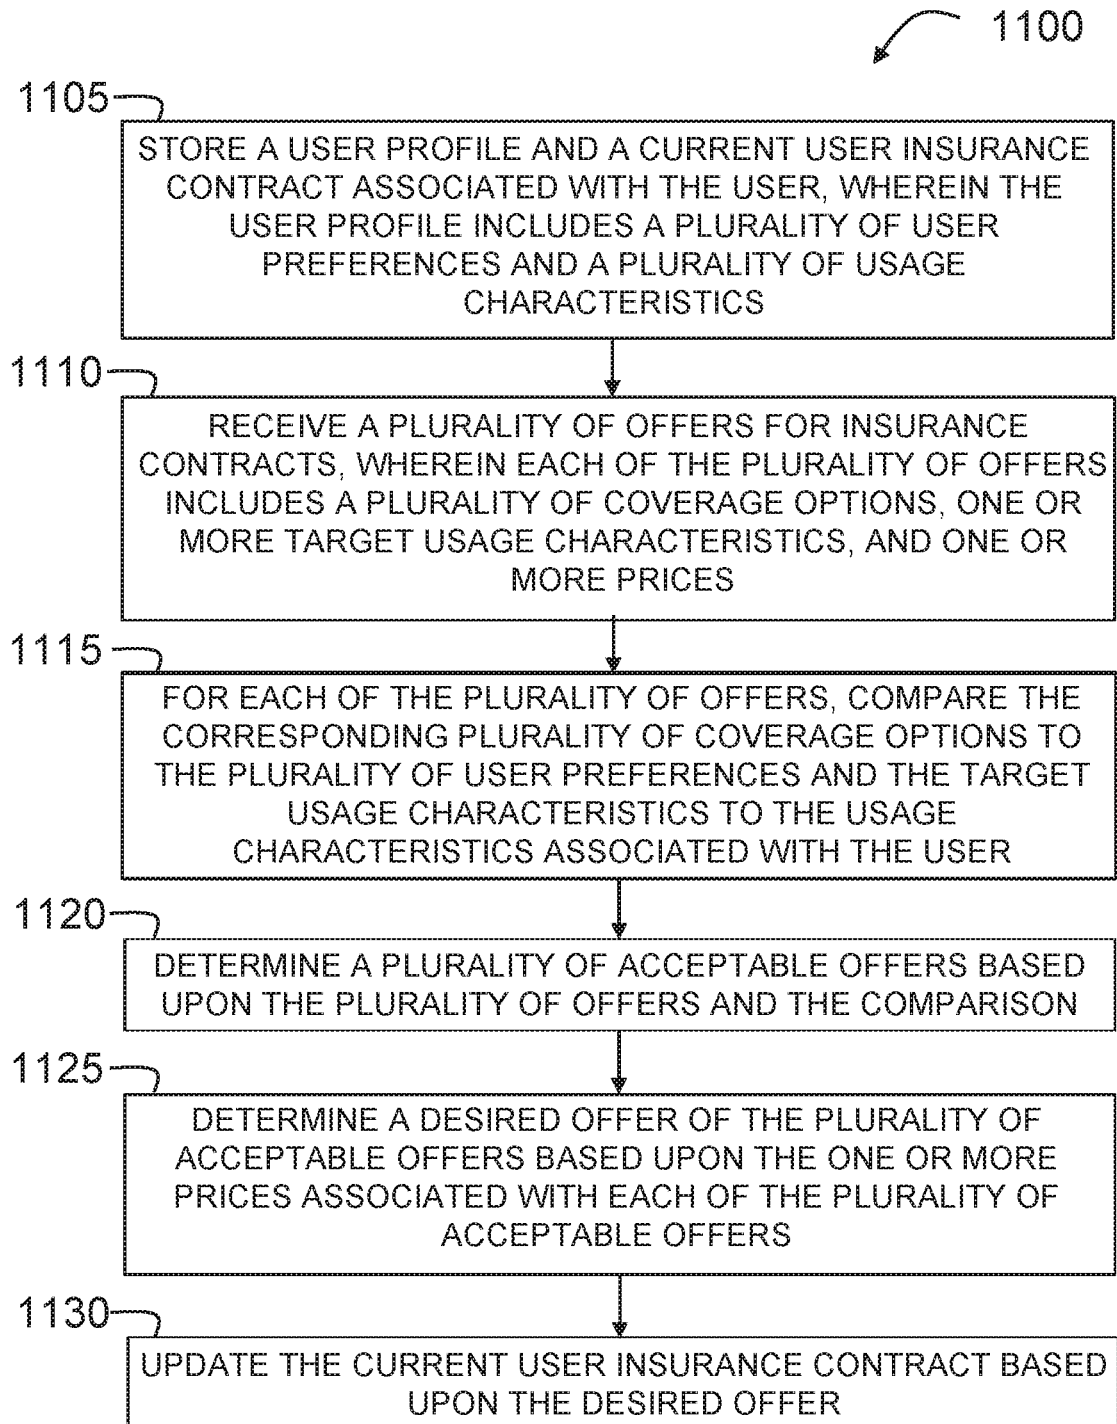 1100
1105
STORE A USER PROFILE AND A CURRENT USER INSURANCE
CONTRACT ASSOCIATED WITH THE USER, WHEREIN THE
USER PROFILE INCLUDES A PLURALITY OF USER
PREFERENCES AND A PLURALITY OF USAGE
CHARACTERISTICS
1110
RECEIVE A PLURALITY OF OFFERS FOR INSURANCE
CONTRACTS, WHEREIN EACH OF THE PLURALITY OF OFFERS
INCLUDES A PLURALITY OF COVERAGE OPTIONS, ONE OR
MORE TARGET USAGE CHARACTERISTICS, AND ONE OR
MORE PRICES
1115
FOR EACH OF THE PLURALITY OF OFFERS, COMPARE THE
CORRESPONDING PLURALITY OF COVERAGE OPTIONS TO
THE PLURALITY OF USER PREFERENCES AND THE TARGET
USAGE CHARACTERISTICS TO THE USAGE
CHARACTERISTICS ASSOCIATED WITH THE USER
1120
DETERMINE A PLURALITY OF ACCEPTABLE OFFERS BASED
UPON THE PLURALITY OF OFFERS AND THE COMPARISON
1125
DETERMINE A DESIRED OFFER OF THE PLURALITY OF
ACCEPTABLE OFFERS BASED UPON THE ONE OR MORE
PRICES ASSOCIATED WITH EACH OF THE PLURALITY OF
ACCEPTABLE OFFERS
1130
UPDATE THE CURRENT USER INSURANCE CONTRACT BASED
UPON THE DESIRED OFFER